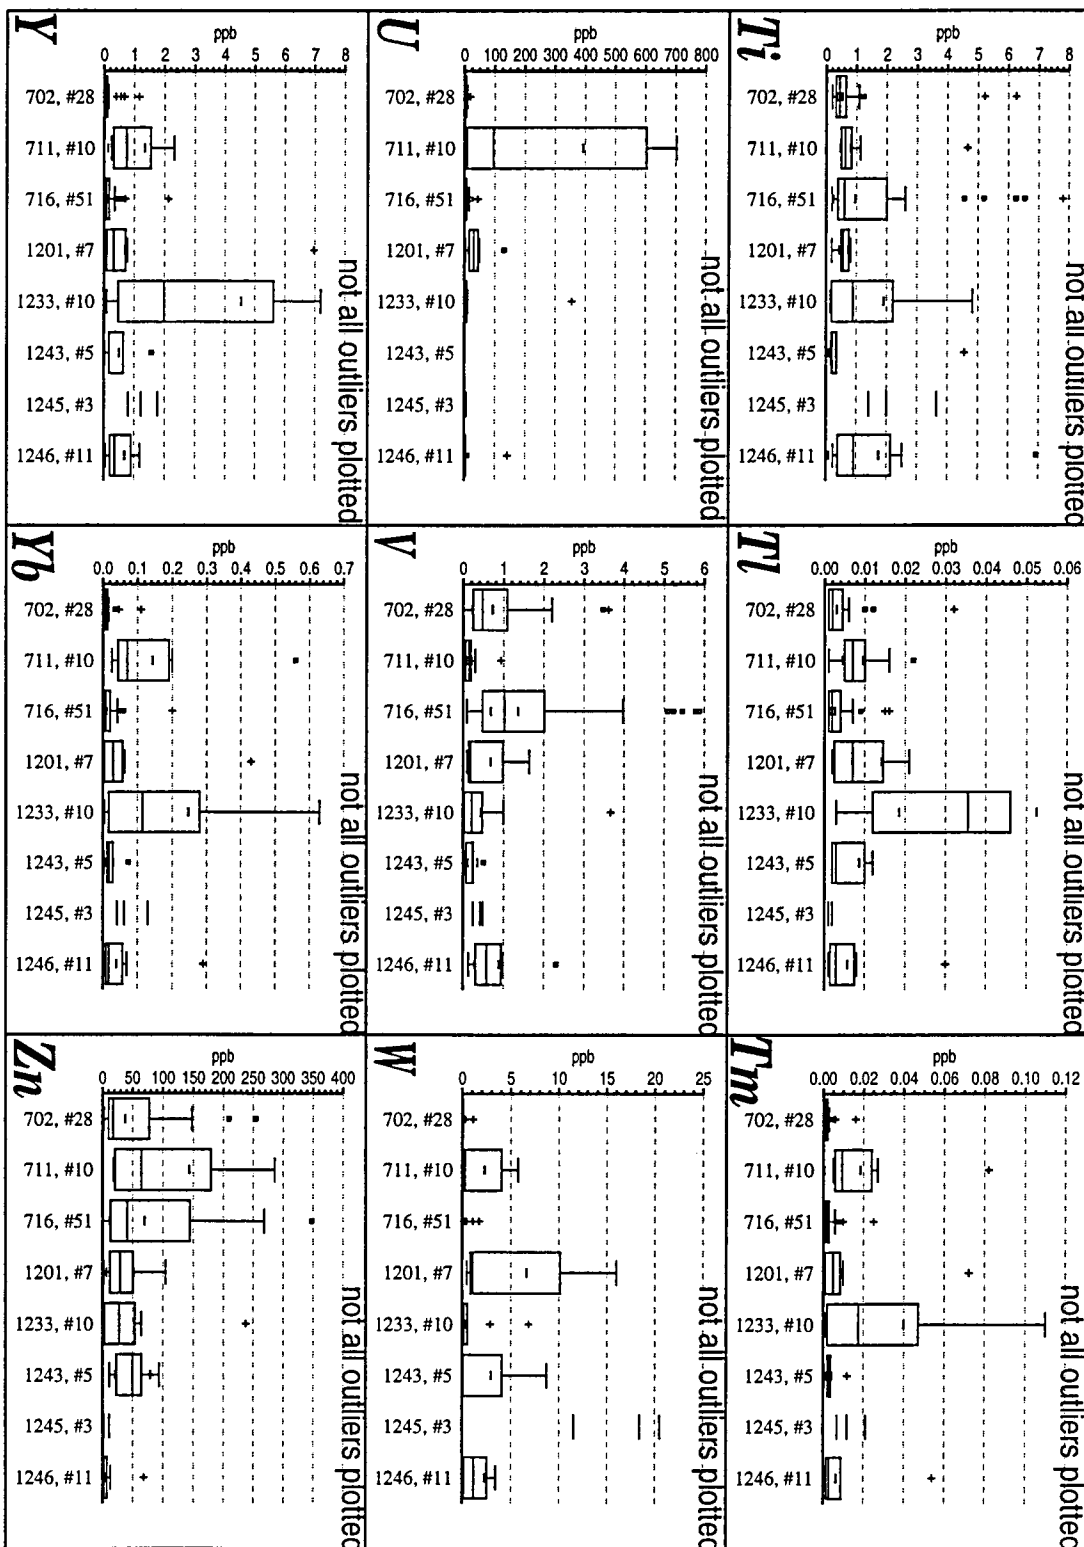 Ti
ppb
0 1 2 3 4 5 6 7 8
702, #28
711, #10
716, #51
1201, #7
1233, #10
1243, #5
1245, #3
1246, #11
not all outliers plotted
Tl
ppb
0.00 0.01 0.02 0.03 0.04 0.05 0.06
702, #28
711, #10
716, #51
1201, #7
1233, #10
1243, #5
1245, #3
1246, #11
not all outliers plotted
Tm
ppb
0.00 0.02 0.04 0.06 0.08 0.10 0.12
702, #28
711, #10
716, #51
1201, #7
1233, #10
1243, #5
1245, #3
1246, #11
not all outliers plotted
U
ppb
0 100 200 300 400 500 600 700 800
702, #28
711, #10
716, #51
1201, #7
1233, #10
1243, #5
1245, #3
1246, #11
not all outliers plotted
V
ppb
0 1 2 3 4 5 6
702, #28
711, #10
716, #51
1201, #7
1233, #10
1243, #5
1245, #3
1246, #11
not all outliers plotted
W
ppb
0 5 10 15 20 25
702, #28
711, #10
716, #51
1201, #7
1233, #10
1243, #5
1245, #3
1246, #11
not all outliers plotted
Y
ppb
0 1 2 3 4 5 6 7 8
702, #28
711, #10
716, #51
1201, #7
1233, #10
1243, #5
1245, #3
1246, #11
not all outliers plotted
Yb
ppb
0.0 0.1 0.2 0.3 0.4 0.5 0.6 0.7
702, #28
711, #10
716, #51
1201, #7
1233, #10
1243, #5
1245, #3
1246, #11
not all outliers plotted
Zn
ppb
0 50 100 150 200 250 300 350 400
702, #28
711, #10
716, #51
1201, #7
1233, #10
1243, #5
1245, #3
1246, #11
not all outliers plotted